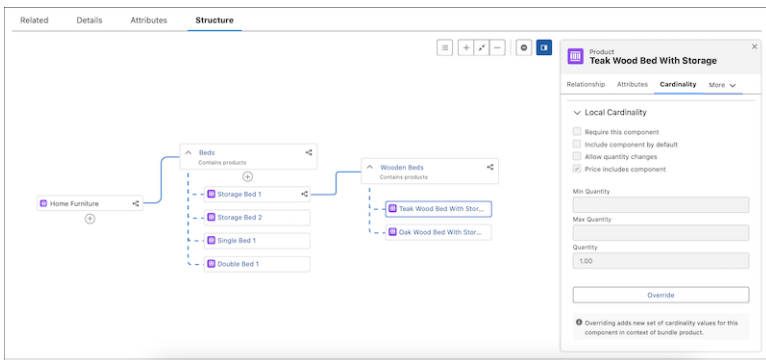 Related Details Attributes Structure
Product
Teak Wood Bed With Storage
Relationship Attributes Cardinality More
Local Cardinality
Require this component
Include component by default
Allow quantity changes
Price includes component
Min Quantity
Max Quantity
Quantity
1.00
Override
Overriding adds new set of cardinality values for this
component in context of bundle product.
Home Furniture
Beds
Contains products
Storage Bed 1
Storage Bed 2
Single Bed 1
Double Bed 1
Wooden Beds
Contains products
Teak Wood Bed With Stor...
Oak Wood Bed With Stor...